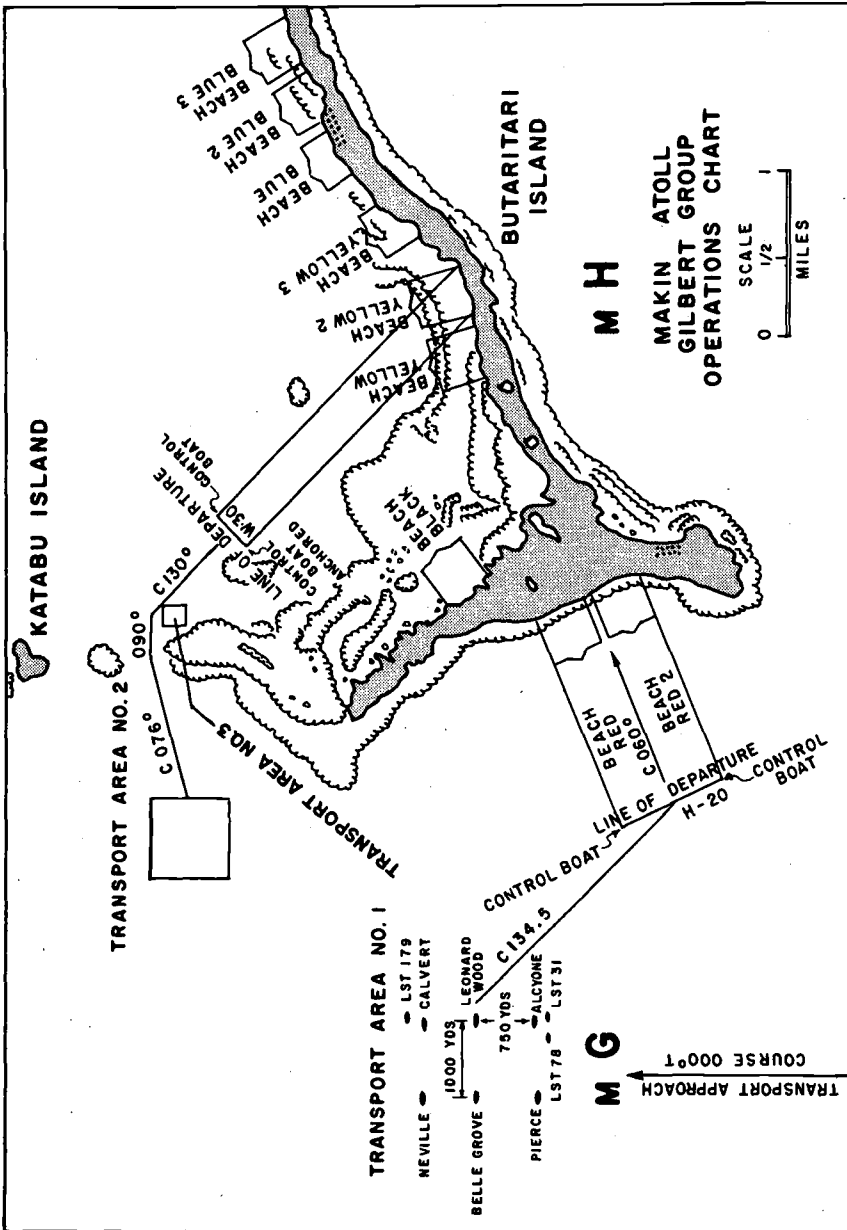 KATABU ISLAND
TRANSPORT AREA NO. 2
C 076°
090°
C 130°
TRANSPORT AREA NO.3
LINE OF DEPARTURE
W 30
CONTROL
BOAT
CONTROL
BOAT
ANCHORED
BEACH
BLACK
BEACH
YELLOW
BEACH
YELLOW 2
BEACH
YELLOW 3
BEACH
BLUE
BEACH
BLUE 2
BEACH
BLUE 3
BUTARITARI
ISLAND
TRANSPORT AREA NO. 1
LST 179
NEVILLE
CALVERT
1000 YDS
BELLE GROVE
LEONARD
WOOD
750 YDS
PIERCE
ALCYONE
LST 78
LST 31
C 134.5
CONTROL BOAT
LINE OF DEPARTURE
H-20
CONTROL
BOAT
BEACH
RED
C 060°
BEACH
RED 2
M G
TRANSPORT APPROACH
COURSE 000°T
M H
MAKIN ATOLL
GILBERT GROUP
OPERATIONS CHART
SCALE
0 1/2 1
MILES